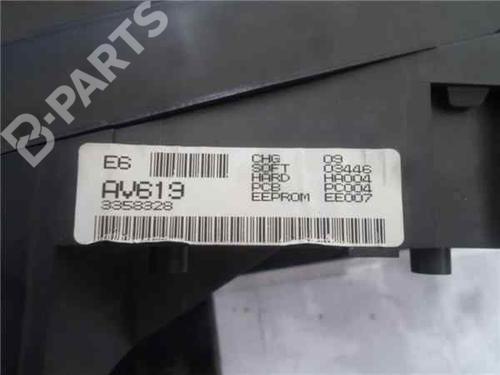 B-PARTS
E6
AV619
3358328
CHG 09
SOFT 03446
HARD HA004
PCB PC004
EEPROM EE007